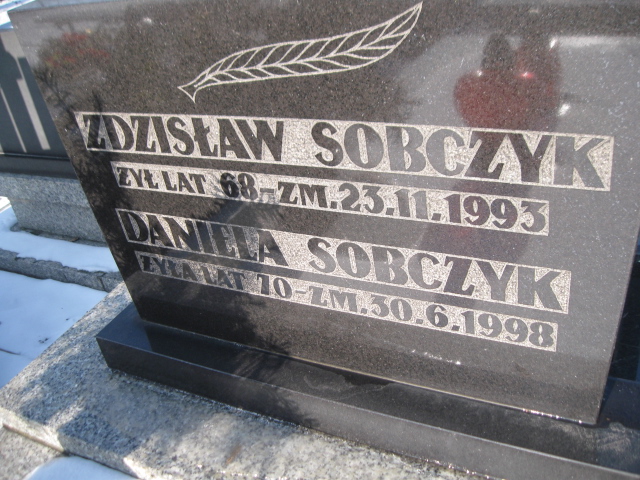 ZDZISŁAW SOBCZYK
ŻYŁ LAT 68-ZM.23.11.1993
DANIELA SOBCZYK
ŻYŁA LAT 70-ZM.30.6.1998